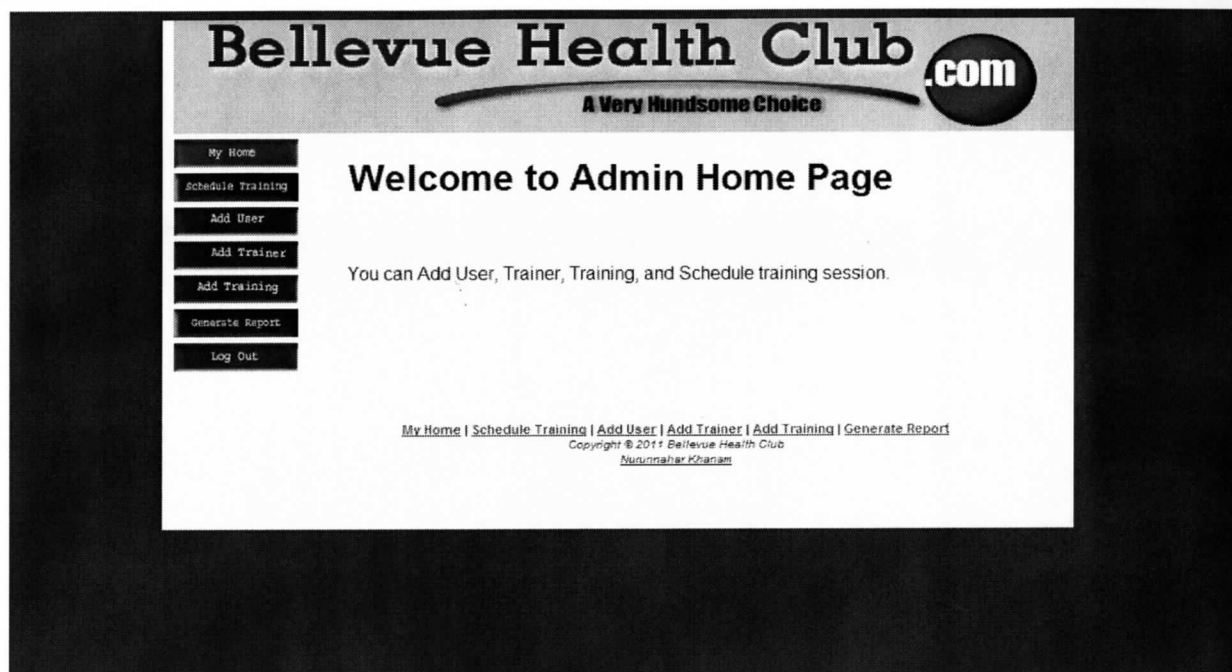 Bellevue Health Club
.com
A Very Hundsome Choice
My Home
Schedule Training
Add User
Add Trainer
Add Training
Generate Report
Log Out
Welcome to Admin Home Page
You can Add User, Trainer, Training, and Schedule training session.
My Home | Schedule Training | Add User | Add Trainer | Add Training | Generate Report
Copyright © 2011 Bellevue Health Club
Nurunnahar Khanam